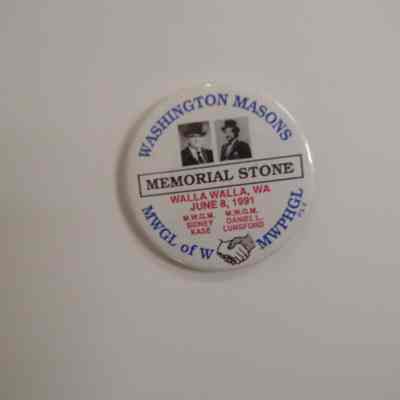 WASHINGTON MASONS
MEMORIAL STONE
WALLA WALLA, WA
JUNE 8, 1991
M.W.G.M. M.W.G.M.
SIDNEY DANIEL L.
KASE LUNSFORD
MWGL of W MWPHGL